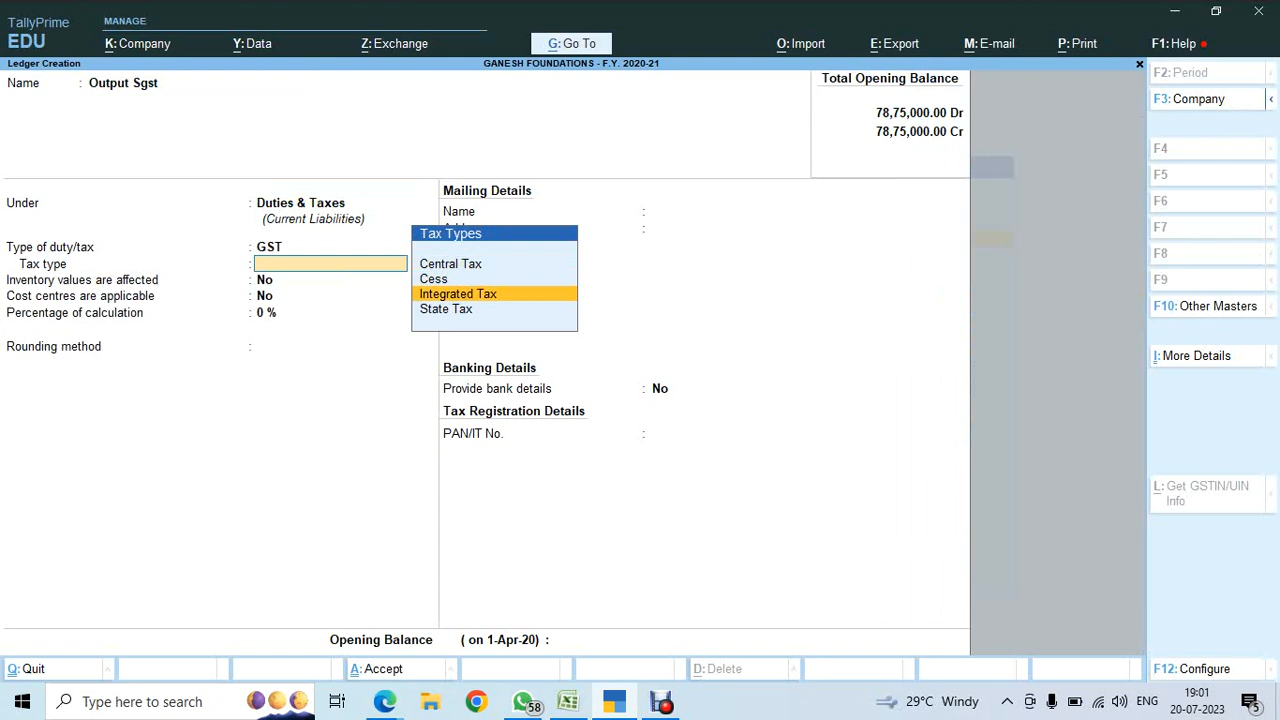 TallyPrime
EDU
MANAGE
K: Company
Y: Data
Z: Exchange
G: Go To
O: Import
E: Export
M: E-mail
P: Print
F1: Help
Ledger Creation
GANESH FOUNDATIONS - F.Y. 2020-21
Name : Output Sgst
Total Opening Balance
78,75,000.00 Dr
78,75,000.00 Cr
Under : Duties & Taxes
(Current Liabilities)
Type of duty/tax : GST
Tax type :
Inventory values are affected : No
Cost centres are applicable : No
Percentage of calculation : 0 %
Rounding method :
Mailing Details
Name :
:
Tax Types
Central Tax
Cess
Integrated Tax
State Tax
Banking Details
Provide bank details : No
Tax Registration Details
PAN/IT No. :
Opening Balance ( on 1-Apr-20) :
F2: Period
F3: Company
F4
F5
F6
F7
F8
F9
F10: Other Masters
I: More Details
L: Get GSTIN/UIN
Info
F12: Configure
Q: Quit
A: Accept
D: Delete
Type here to search
58
29°C Windy
ENG
19:01
20-07-2023
5